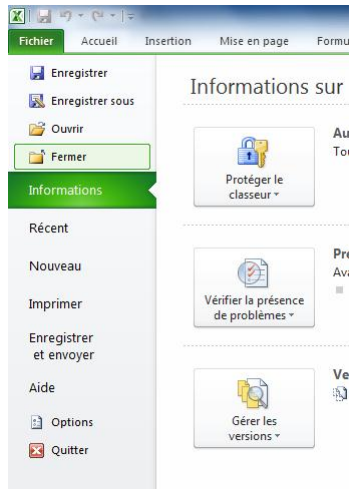 Fichier Accueil Insertion Mise en page Formu
Enregistrer
Enregistrer sous
Ouvrir
Fermer
Informations
Récent
Nouveau
Imprimer
Enregistrer
et envoyer
Aide
Options
Quitter
Informations sur
Protéger le
classeur
Au
Tou
Vérifier la présence
de problèmes
Pré
Ava
Gérer les
versions
Ve